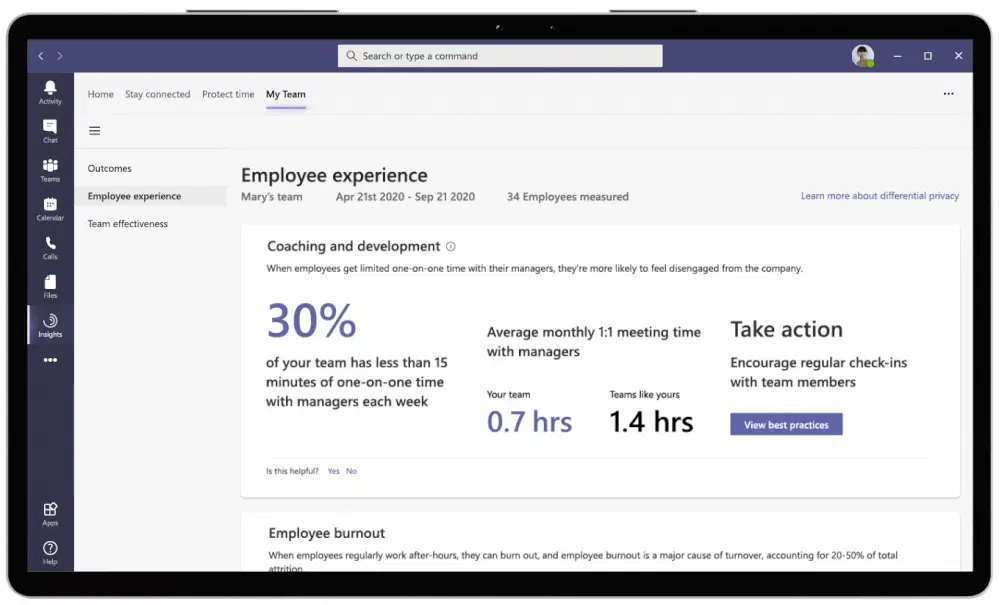 Search or type a command
Activity
Chat
Teams
Calendar
Calls
Files
Insights
Apps
Help
Home Stay connected Protect time My Team
Outcomes
Employee experience
Team effectiveness
Employee experience
Mary's team Apr 21st 2020 - Sep 21 2020 34 Employees measured Learn more about differential privacy
Coaching and development
When employees get limited one-on-one time with their managers, they're more likely to feel disengaged from the company.
30%
of your team has less than 15
minutes of one-on-one time
with managers each week
Average monthly 1:1 meeting time
with managers
Your team Teams like yours
0.7 hrs 1.4 hrs
Take action
Encourage regular check-ins
with team members
View best practices
Is this helpful? Yes No
Employee burnout
When employees regularly work after-hours, they can burn out, and employee burnout is a major cause of turnover, accounting for 20-50% of total
attrition.